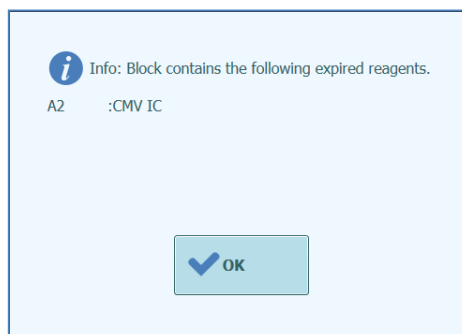 Info: Block contains the following expired reagents.
A2 :CMV IC
OK